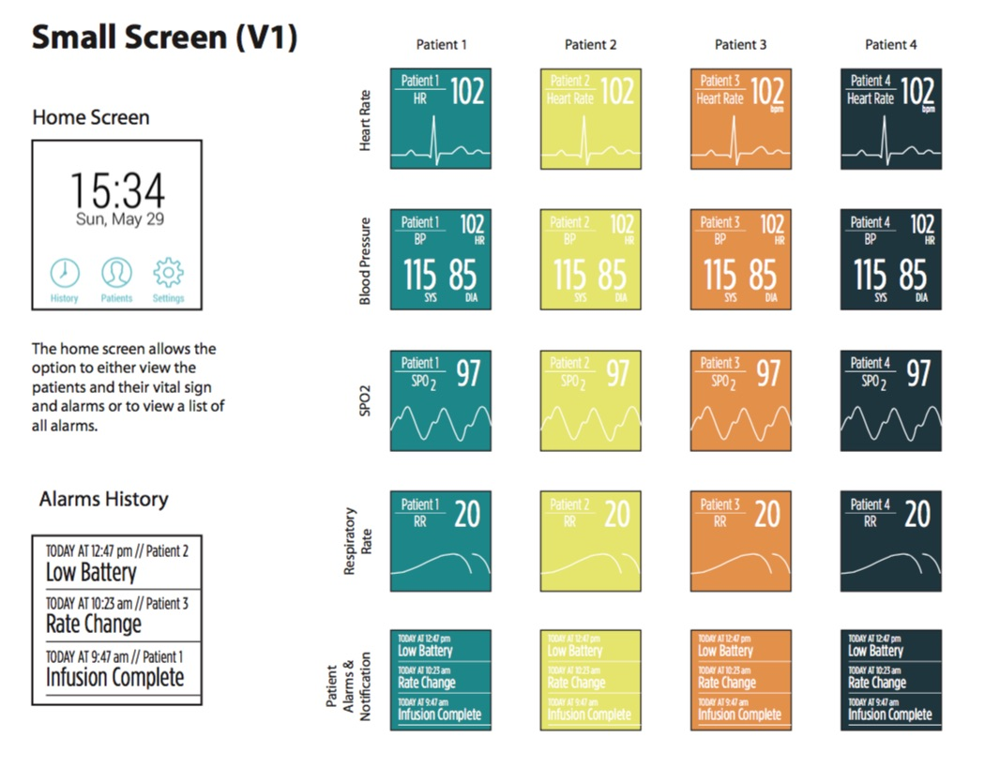 Small Screen (V1)
Home Screen
15:34
Sun, May 29
History Patients Settings
The home screen allows the
option to either view the
patients and their vital sign
and alarms or to view a list of
all alarms.
Alarms History
TODAY AT 12:47 pm // Patient 2
Low Battery
TODAY AT 10:23 am // Patient 3
Rate Change
TODAY AT 9:47 am // Patient 1
Infusion Complete
Patient 1 Patient 2 Patient 3 Patient 4
Heart Rate
Patient 1
HR 102
Patient 2
Heart Rate 102
Patient 3
Heart Rate 102
bpm
Patient 4
Heart Rate 102
bpm
Blood Pressure
Patient 1 102
BP HR
115 85
SYS DIA
Patient 2 102
BP HR
115 85
SYS DIA
Patient 3 102
BP HR
115 85
SYS DIA
Patient 4 102
BP HR
115 85
SYS DIA
SPO2
Patient 1
SPO2 97
Patient 2
SPO2 97
Patient 3
SPO2 97
Patient 4
SPO2 97
Respiratory
Rate
Patient 1
RR 20
Patient 2
RR 20
Patient 3
RR 20
Patient 4
RR 20
Patient
Alarms &
Notification
TODAY AT 12:47 pm
Low Battery
TODAY AT 10:23 am
Rate Change
TODAY AT 9:47 am
Infusion Complete
TODAY AT 12:47 pm
Low Battery
TODAY AT 10:23 am
Rate Change
TODAY AT 9:47 am
Infusion Complete
TODAY AT 12:47 pm
Low Battery
TODAY AT 10:23 am
Rate Change
TODAY AT 9:47 am
Infusion Complete
TODAY AT 12:47 pm
Low Battery
TODAY AT 10:23 am
Rate Change
TODAY AT 9:47 am
Infusion Complete